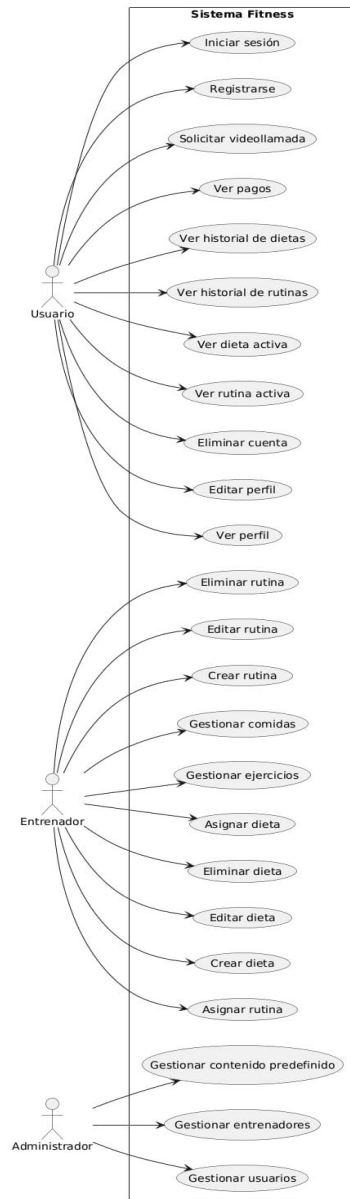 Sistema Fitness
Iniciar sesión
Registrarse
Solicitar videollamada
Ver pagos
Ver historial de dietas
Ver historial de rutinas
Usuario
Ver dieta activa
Ver rutina activa
Eliminar cuenta
Editar perfil
Ver perfil
Eliminar rutina
Editar rutina
Crear rutina
Gestionar comidas
Gestionar ejercicios
Entrenador
Asignar dieta
Eliminar dieta
Editar dieta
Crear dieta
Asignar rutina
Gestionar contenido predefinido
Gestionar entrenadores
Administrador
Gestionar usuarios